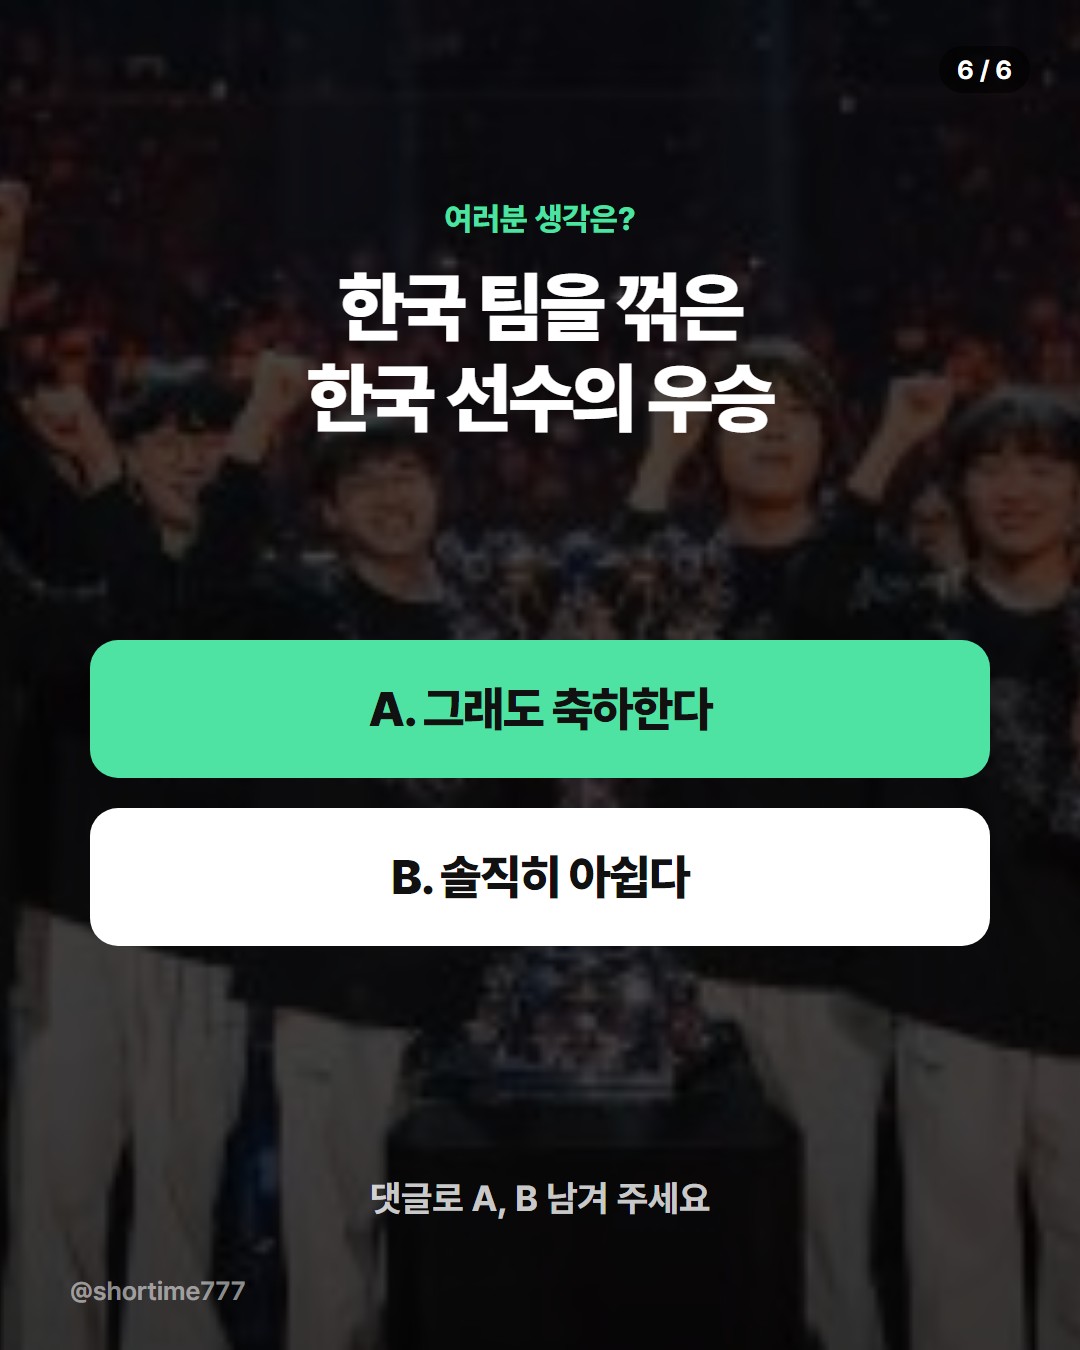 6 / 6
여러분 생각은?
한국 팀을 꺾은
한국 선수의 우승
A. 그래도 축하한다
B. 솔직히 아쉽다
댓글로 A, B 남겨 주세요
@shortime777